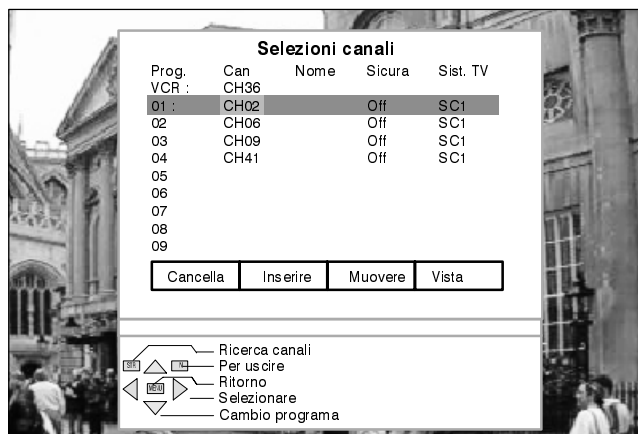 Selezioni canali
Prog. Can Nome Sicura Sist. TV
VCR : CH36
01 : CH02 Off SC1
02 CH06 Off SC1
03 CH09 Off SC1
04 CH41 Off SC1
05
06
07
08
09
Cancella Inserire Muovere Vista
Ricerca canali
STR N Per uscire
MENU Ritorno
Selezionare
Cambio programa